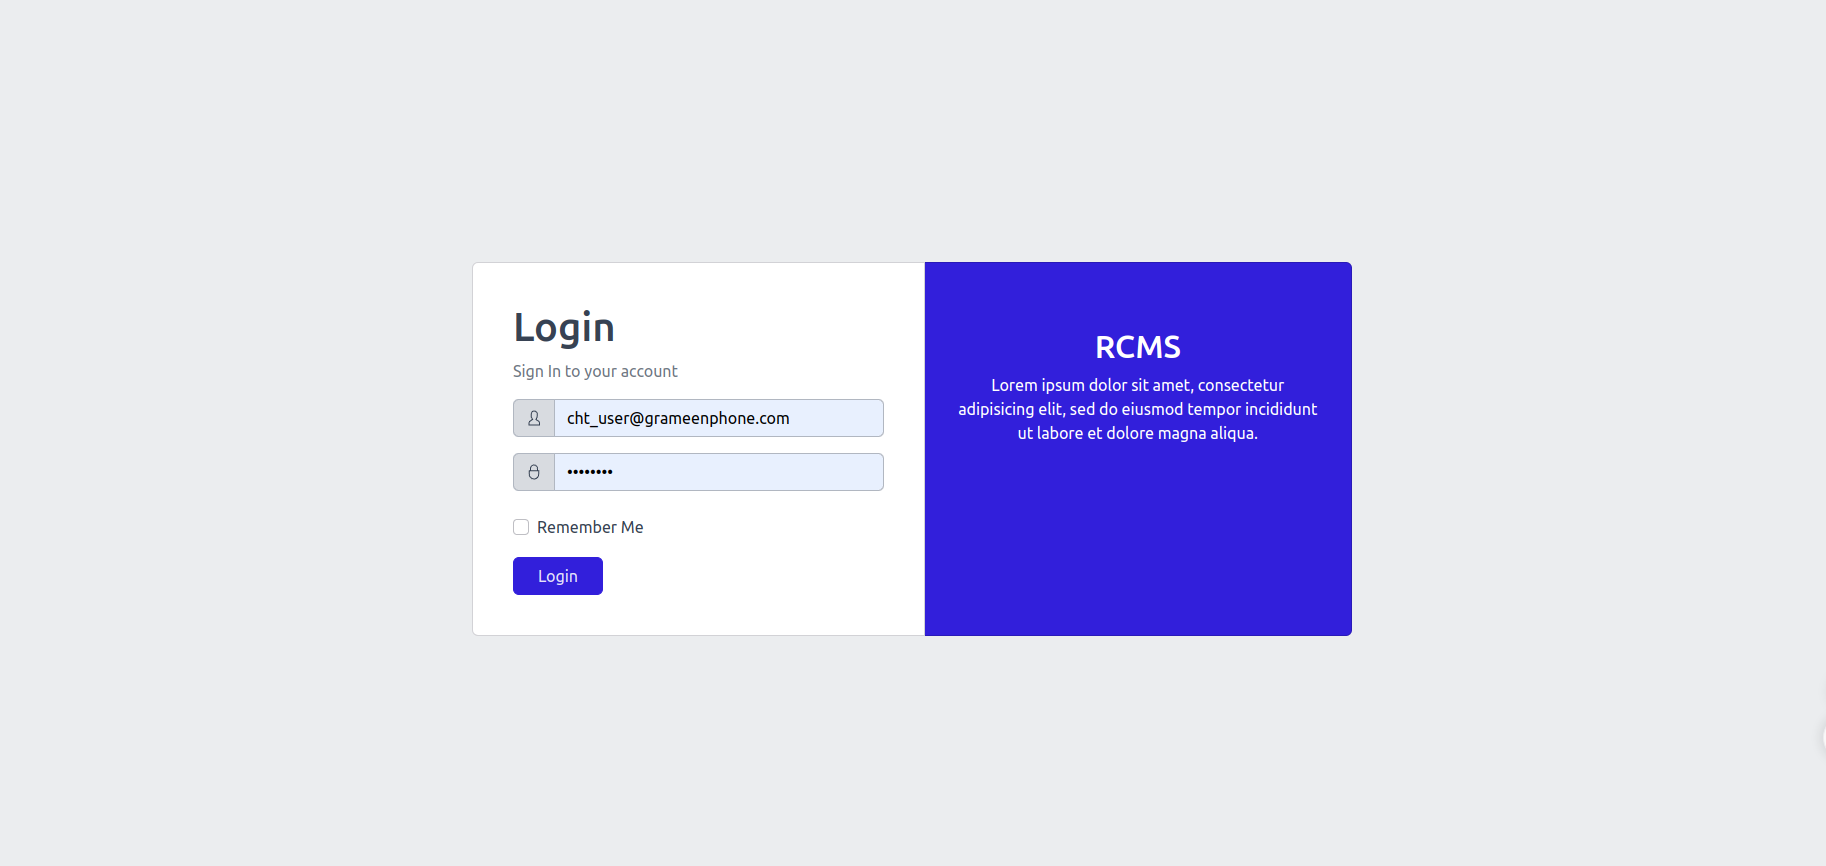 Login
Sign In to your account
cht_user@grameenphone.com
••••••••
Remember Me
Login
RCMS
Lorem ipsum dolor sit amet, consectetur
adipisicing elit, sed do eiusmod tempor incididunt
ut labore et dolore magna aliqua.